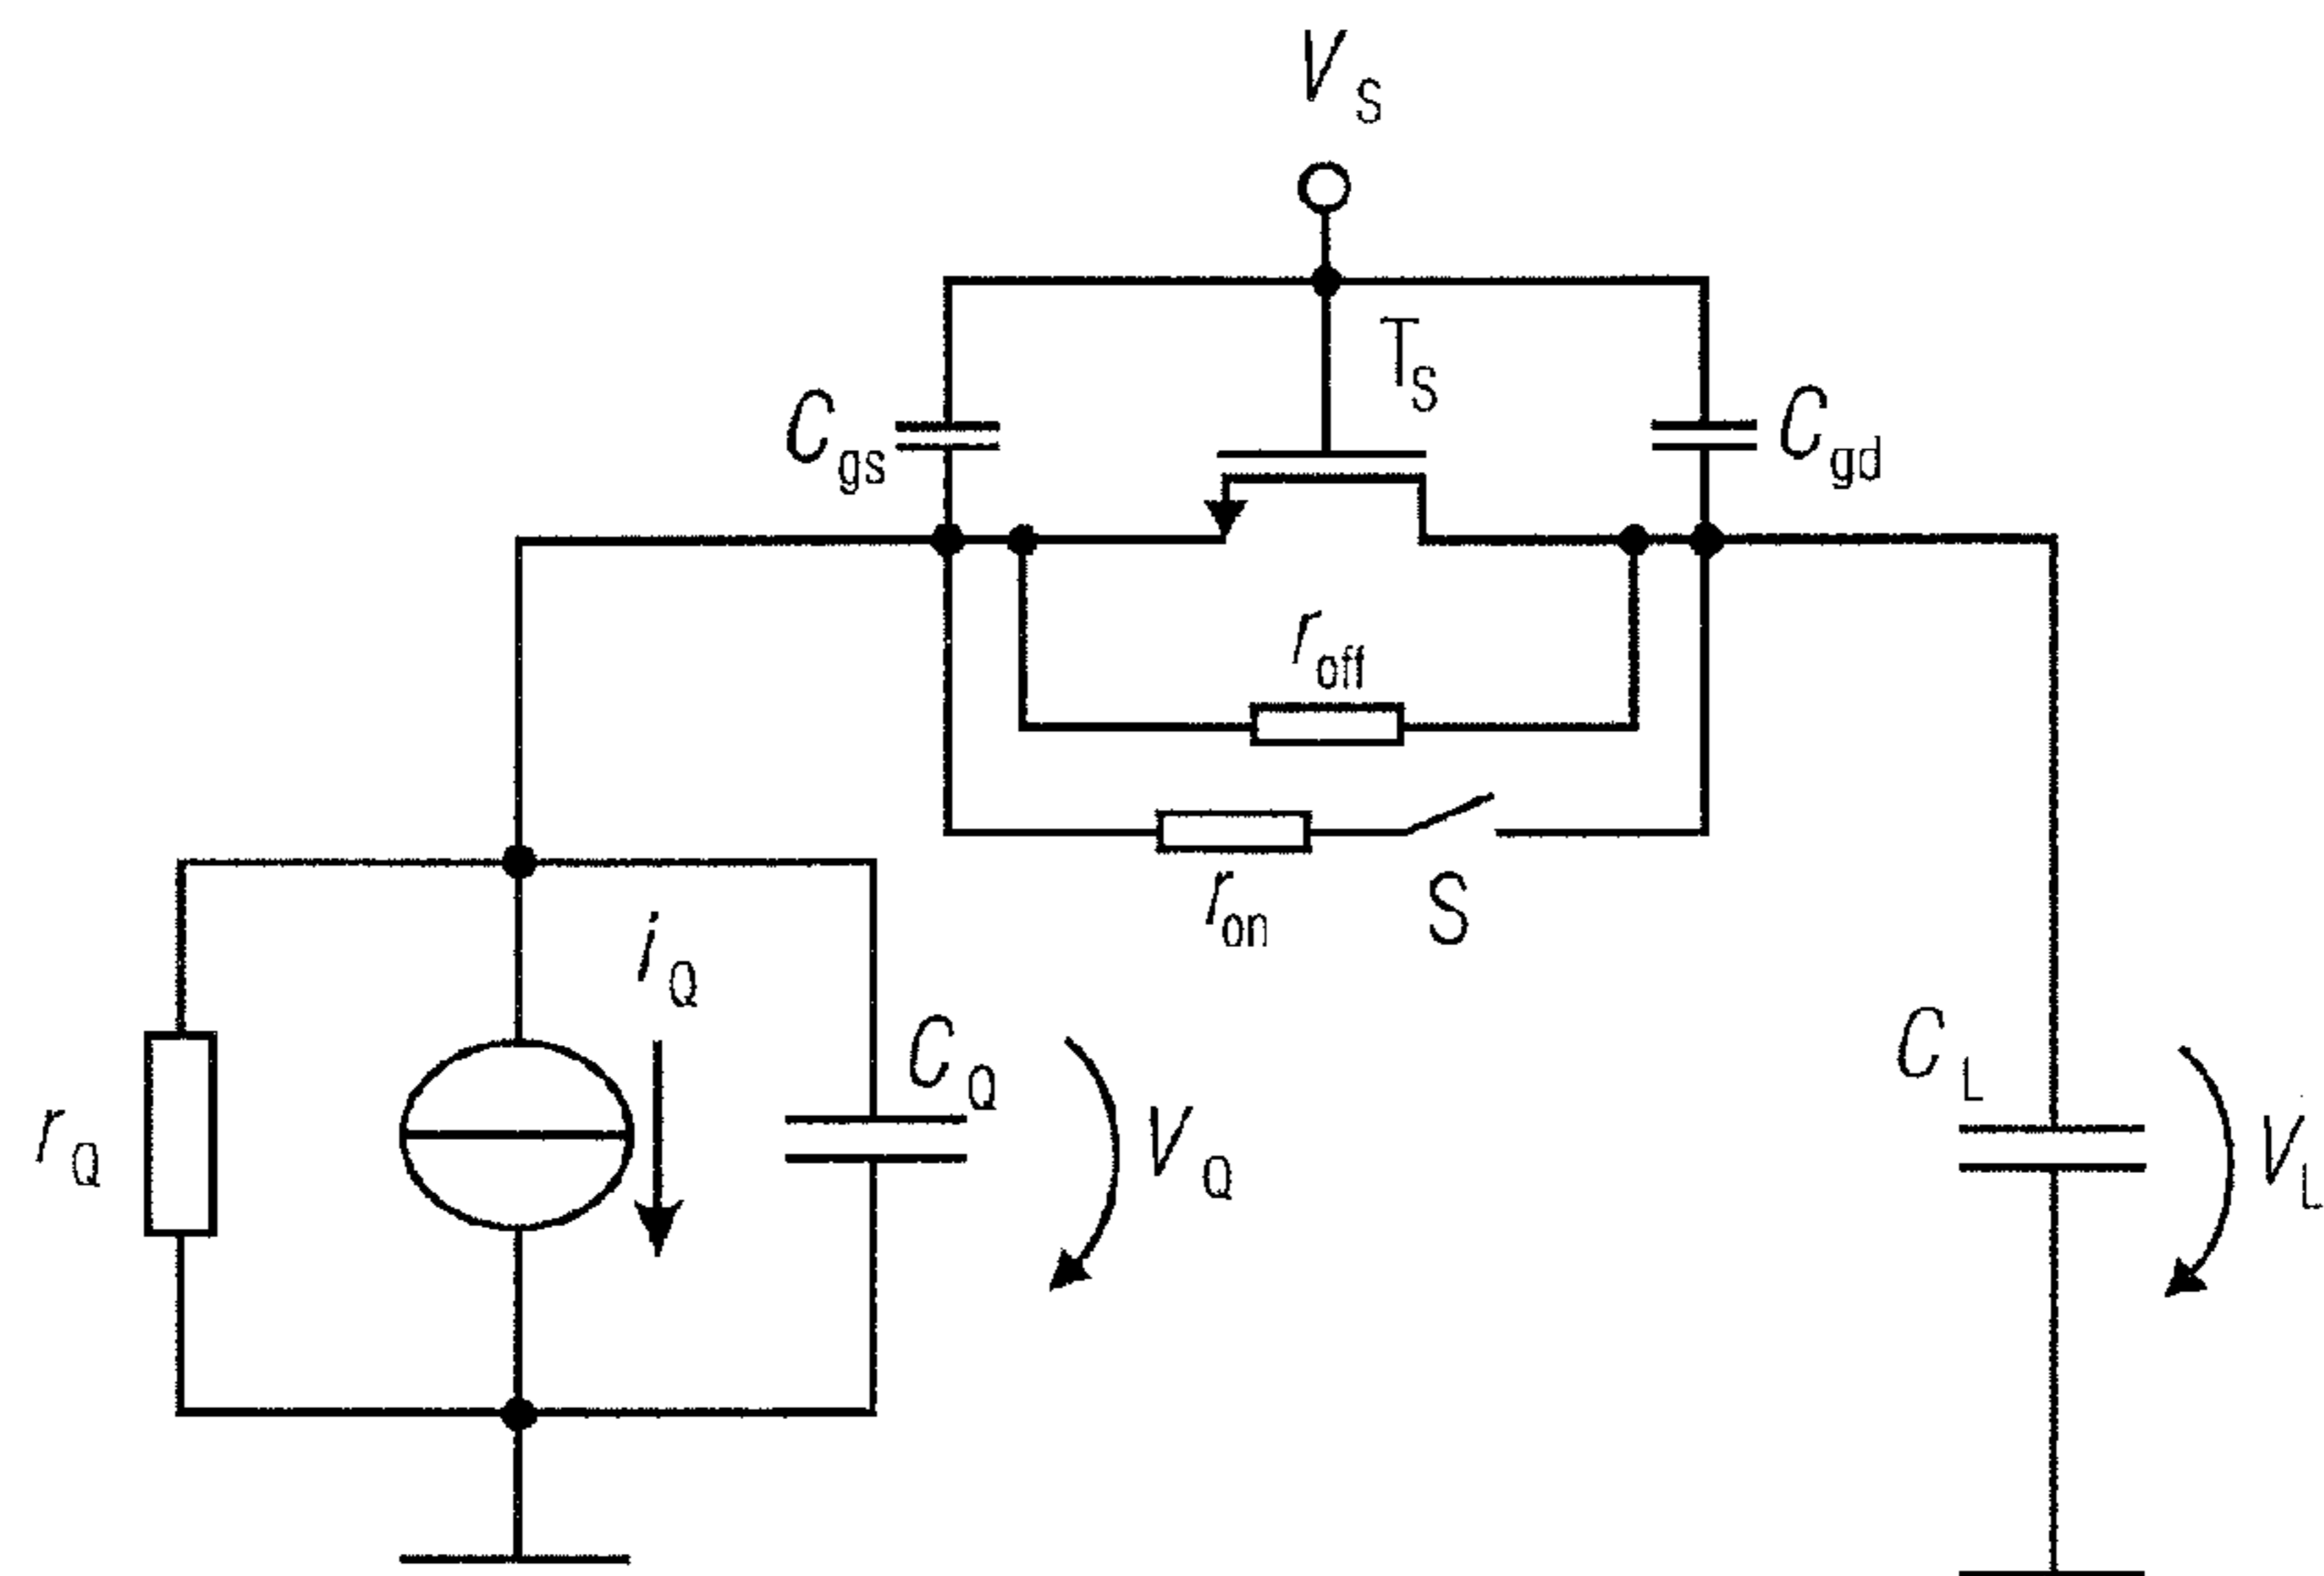 V_S
T_S
C_gs
C_gd
r_off
r_on
S
i_Q
C_Q
C_L
r_Q
V_Q
V_L